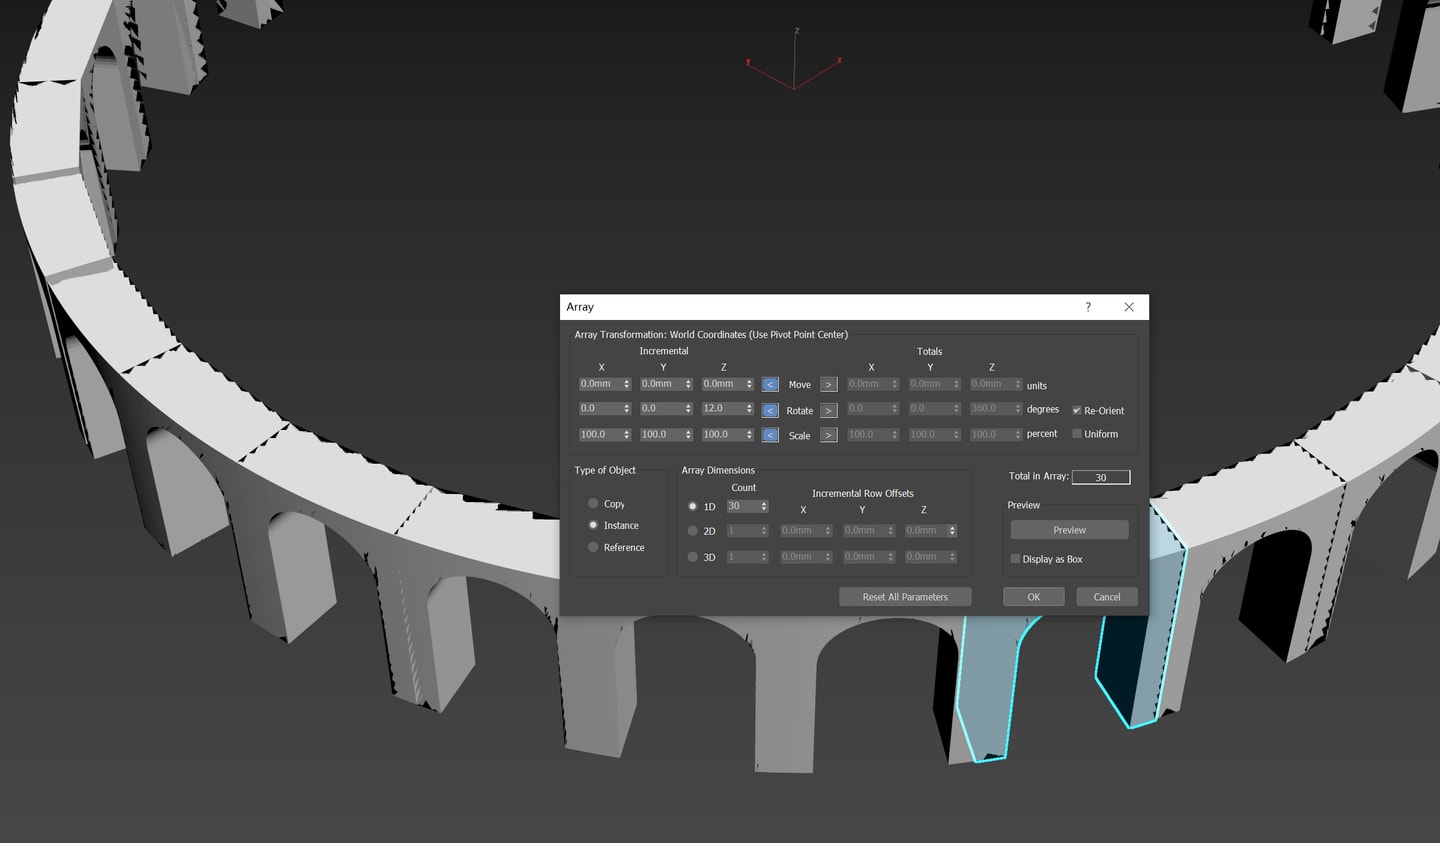 z
y
x
Array
?
Array Transformation: World Coordinates (Use Pivot Point Center)
Incremental
Totals
X Y Z X Y Z
0.0mm 0.0mm 0.0mm < Move > 0.0mm 0.0mm 0.0mm units
0.0 0.0 12.0 < Rotate > 0.0 0.0 360.0 degrees Re-Orient
100.0 100.0 100.0 < Scale > 100.0 100.0 100.0 percent Uniform
Type of Object
Copy
Instance
Reference
Array Dimensions
Count
Incremental Row Offsets
X Y Z
1D 30
2D 1 0.0mm 0.0mm 0.0mm
3D 1 0.0mm 0.0mm 0.0mm
Total in Array: 30
Preview
Preview
Display as Box
Reset All Parameters
OK
Cancel